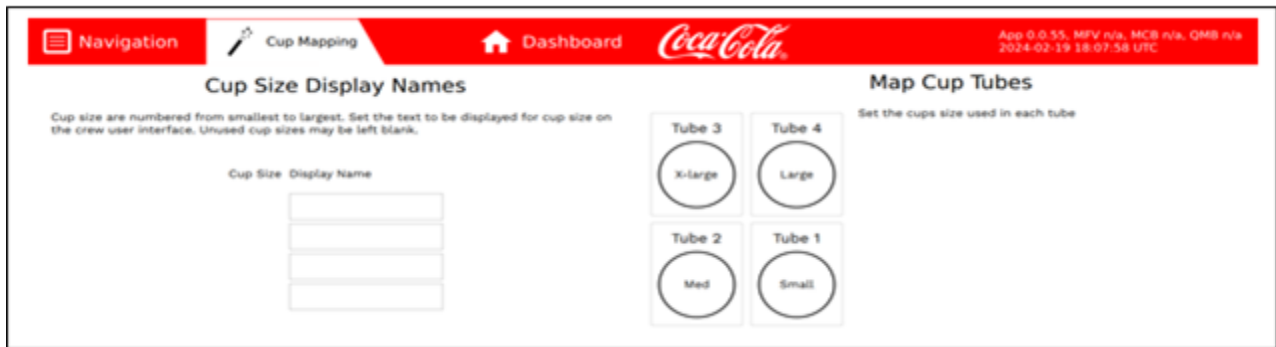 Navigation
Cup Mapping
Dashboard
Coca-Cola
App 0.0.55, MFV n/a, MCB n/a, QMB n/a
2024-02-19 18:07:58 UTC
Cup Size Display Names
Cup size are numbered from smallest to largest. Set the text to be displayed for cup size on
the crew user interface. Unused cup sizes may be left blank.
Cup Size Display Name
Map Cup Tubes
Set the cups size used in each tube
Tube 3
X-large
Tube 4
Large
Tube 2
Med
Tube 1
Small